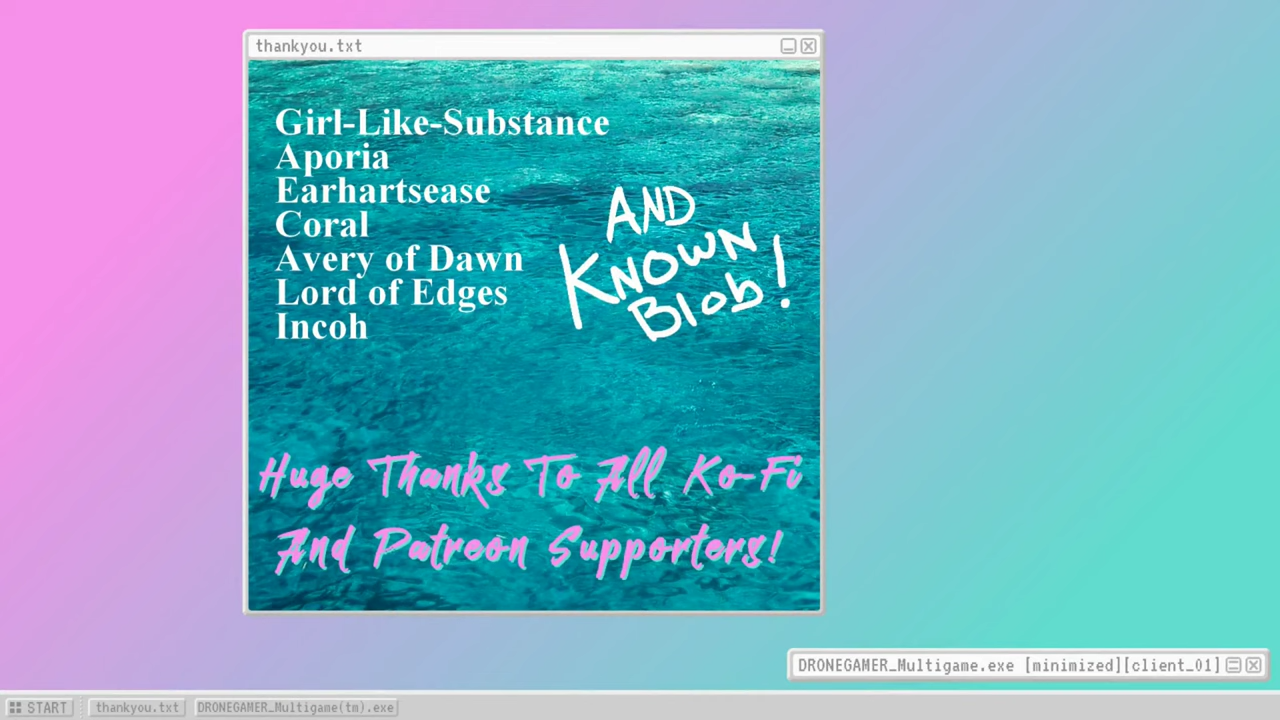 thankyou.txt
Girl-Like-Substance
Aporia
Earhartsease
Coral
Avery of Dawn
Lord of Edges
Incoh
AND
KNOWN
Blob!
Huge Thanks To All Ko-Fi
And Patreon Supporters!
DRONEGAMER_Multigame.exe [minimized][client_01]
START
thankyou.txt
DRONEGAMER_Multigame(tm).exe